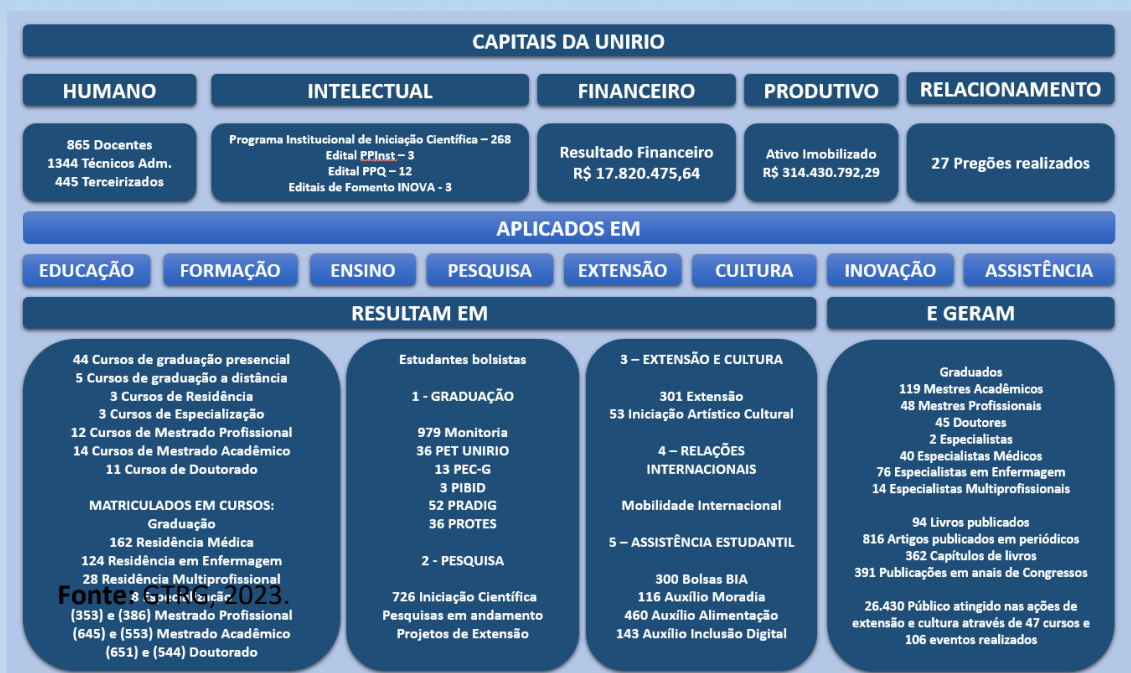 CAPITAIS DA UNIRIO
HUMANO
INTELECTUAL
FINANCEIRO
PRODUTIVO
RELACIONAMENTO
865 Docentes
1344 Técnicos Adm.
445 Terceirizados
Programa Institucional de Iniciação Científica – 268
Edital PPInst – 3
Edital PPQ – 12
Editais de Fomento INOVA - 3
Resultado Financeiro
R$ 17.820.475,64
Ativo Imobilizado
R$ 314.430.792,29
27 Pregões realizados
APLICADOS EM
EDUCAÇÃO
FORMAÇÃO
ENSINO
PESQUISA
EXTENSÃO
CULTURA
INOVAÇÃO
ASSISTÊNCIA
RESULTAM EM
E GERAM
44 Cursos de graduação presencial
5 Cursos de graduação a distância
3 Cursos de Residência
3 Cursos de Especialização
12 Cursos de Mestrado Profissional
14 Cursos de Mestrado Acadêmico
11 Cursos de Doutorado
MATRICULADOS EM CURSOS:
Graduação
162 Residência Médica
124 Residência em Enfermagem
28 Residência Multiprofissional
8 Especialização
(353) e (386) Mestrado Profissional
(645) e (553) Mestrado Acadêmico
(651) e (544) Doutorado
Fonte: GTRG, 2023.
Estudantes bolsistas
1 - GRADUAÇÃO
979 Monitoria
36 PET UNIRIO
13 PEC-G
3 PIBID
52 PRADIG
36 PROTES
2 - PESQUISA
726 Iniciação Científica
Pesquisas em andamento
Projetos de Extensão
3 – EXTENSÃO E CULTURA
301 Extensão
53 Iniciação Artístico Cultural
4 – RELAÇÕES
INTERNACIONAIS
Mobilidade Internacional
5 – ASSISTÊNCIA ESTUDANTIL
300 Bolsas BIA
116 Auxílio Moradia
460 Auxílio Alimentação
143 Auxílio Inclusão Digital
Graduados
119 Mestres Acadêmicos
48 Mestres Profissionais
45 Doutores
2 Especialistas
40 Especialistas Médicos
76 Especialistas em Enfermagem
14 Especialistas Multiprofissionais
94 Livros publicados
816 Artigos publicados em periódicos
362 Capítulos de livros
391 Publicações em anais de Congressos
26.430 Público atingido nas ações de
extensão e cultura através de 47 cursos e
106 eventos realizados